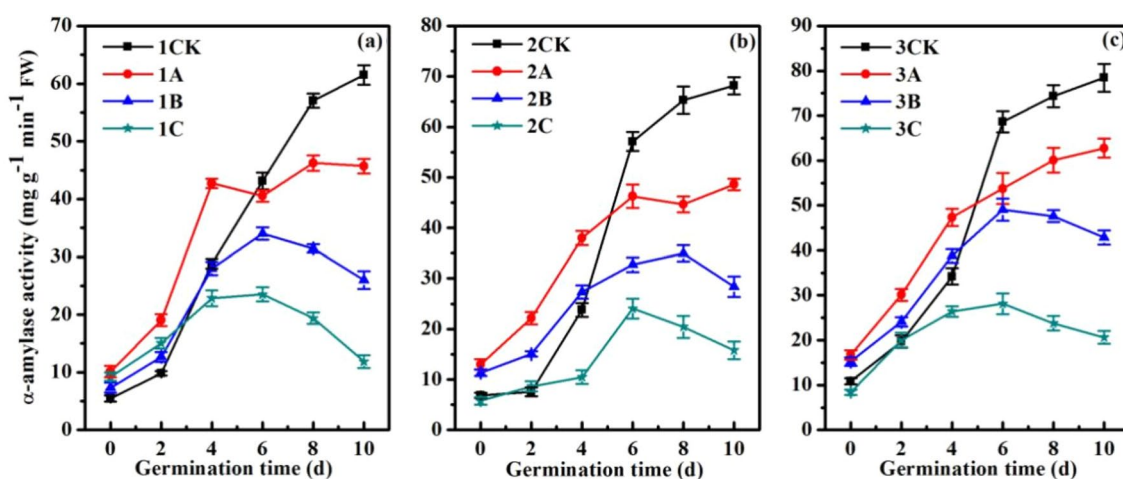 α-amylase activity (mg g⁻¹ min⁻¹ FW)
70
60
50
40
30
20
10
0
1CK
1A
1B
1C
(a)
0 2 4 6 8 10
Germination time (d)
80
70
60
50
40
30
20
10
0
2CK
2A
2B
2C
(b)
0 2 4 6 8 10
Germination time (d)
90
80
70
60
50
40
30
20
10
0
3CK
3A
3B
3C
(c)
0 2 4 6 8 10
Germination time (d)